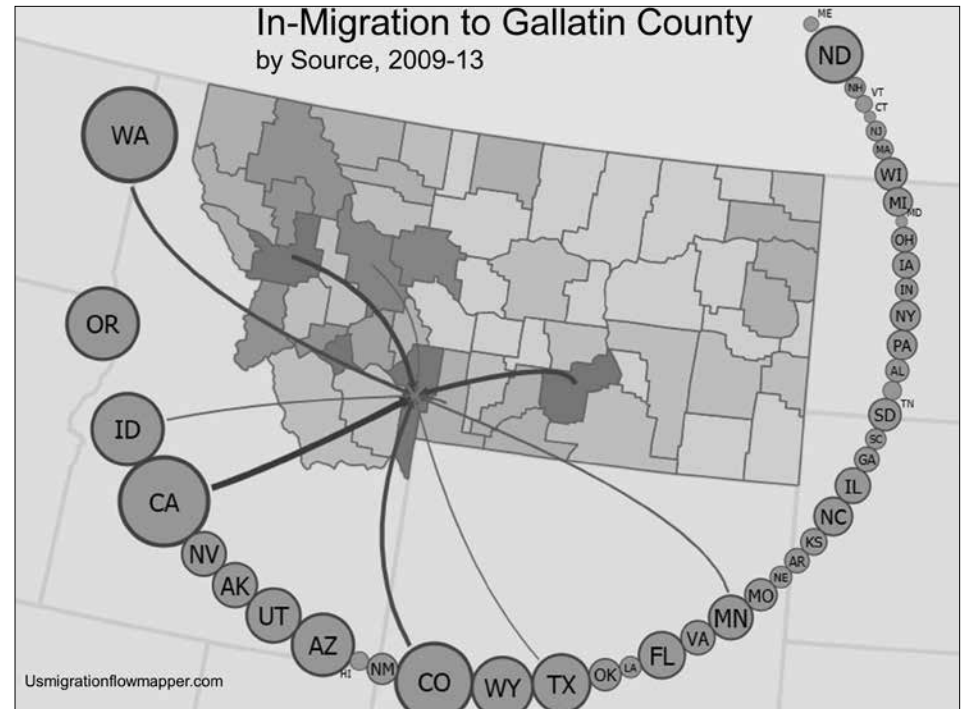 In-Migration to Gallatin County
by Source, 2009-13
ME
ND
NH
VT
CT
NJ
MA
WI
MI
MD
OH
IA
IN
NY
PA
AL
TN
SD
SC
GA
IL
NC
KS
AR
NE
MO
MN
VA
FL
LA
OK
TX
WY
CO
NM
HI
AZ
UT
AK
NV
CA
ID
OR
WA
Usmigrationflowmapper.com